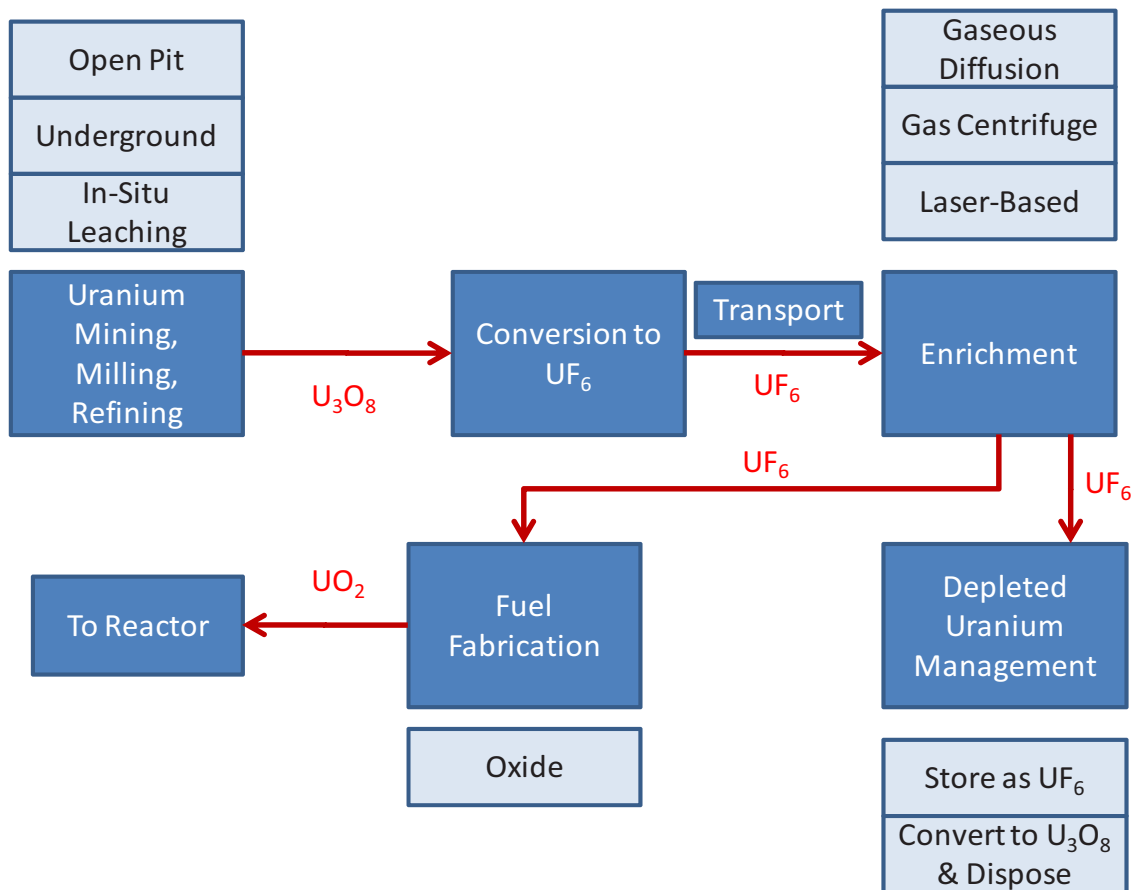 Open Pit
Underground
In-Situ
Leaching
Gaseous
Diffusion
Gas Centrifuge
Laser-Based
Uranium
Mining,
Milling,
Refining
U₃O₈
Conversion to
UF₆
Transport
UF₆
Enrichment
UF₆
UF₆
To Reactor
UO₂
Fuel
Fabrication
Depleted
Uranium
Management
Oxide
Store as UF₆
Convert to U₃O₈
& Dispose